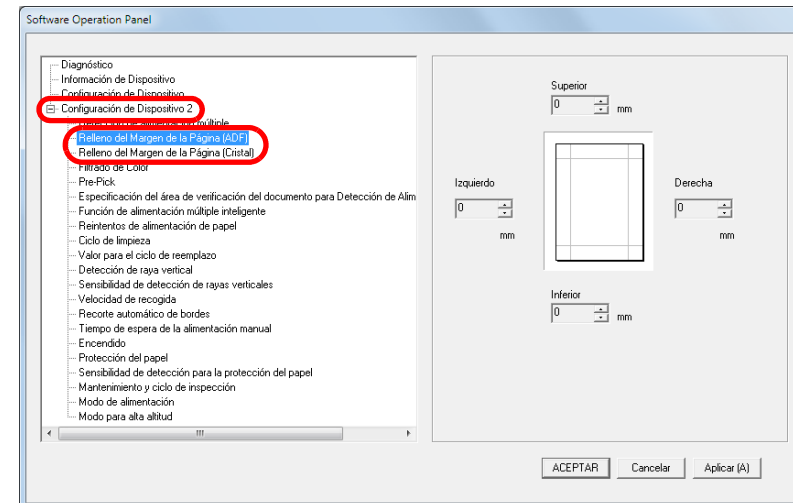 Software Operation Panel
Diagnóstico
Información de Dispositivo
Configuración de Dispositivo
Configuración de Dispositivo 2
Detección de alimentación múltiple
Relleno del Margen de la Página (ADF)
Relleno del Margen de la Página (Cristal)
Filtrado de Color
Pre-Pick
Especificación del área de verificación del documento para Detección de Alim
Función de alimentación múltiple inteligente
Reintentos de alimentación de papel
Ciclo de limpieza
Valor para el ciclo de reemplazo
Detección de raya vertical
Sensibilidad de detección de rayas verticales
Velocidad de recogida
Recorte automático de bordes
Tiempo de espera de la alimentación manual
Encendido
Protección del papel
Sensibilidad de detección para la protección del papel
Mantenimiento y ciclo de inspección
Modo de alimentación
Modo para alta altitud
Superior
0 mm
Izquierdo
0
mm
Derecha
0
mm
Inferior
0 mm
ACEPTAR Cancelar Aplicar (A)